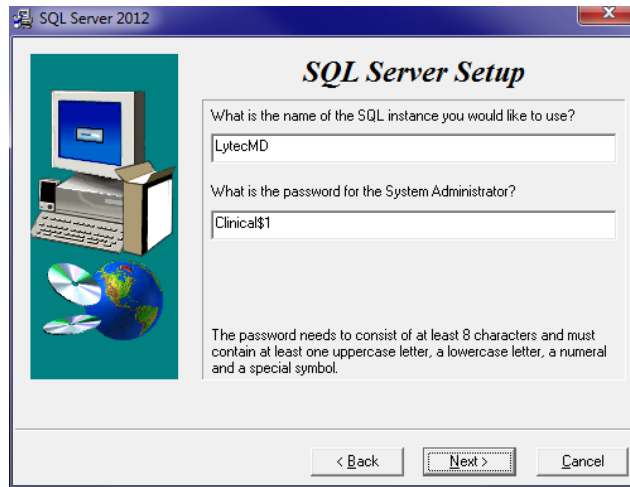 SQL Server 2012
SQL Server Setup
What is the name of the SQL instance you would like to use?
LytecMD
What is the password for the System Administrator?
Clinical$1
The password needs to consist of at least 8 characters and must
contain at least one uppercase letter, a lowercase letter, a numeral
and a special symbol.
< Back
Next >
Cancel